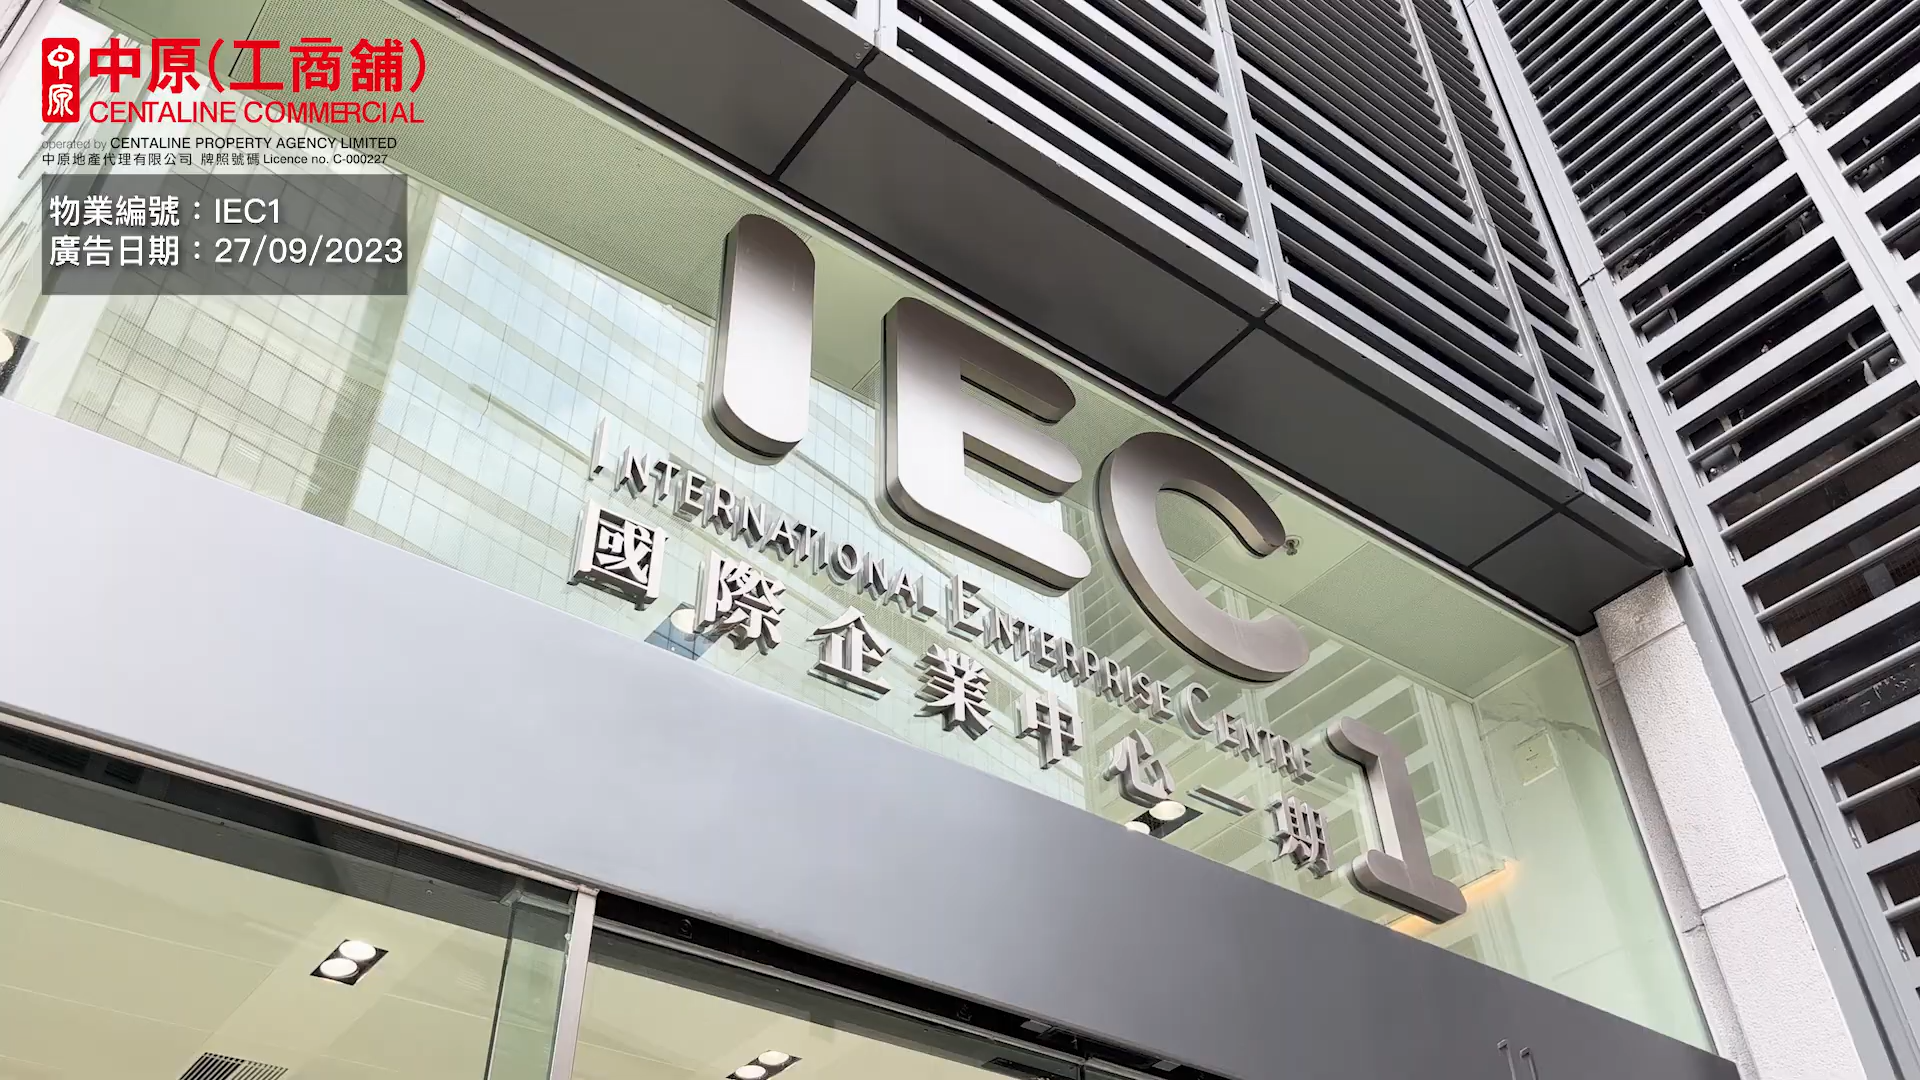 中原
中原(工商舖)
CENTALINE COMMERCIAL
operated by CENTALINE PROPERTY AGENCY LIMITED
中原地產代理有限公司 牌照號碼 Licence no. C-000227
物業編號：IEC1
廣告日期：27/09/2023
IEC 1
INTERNATIONAL ENTERPRISE CENTRE
國際企業中心一期